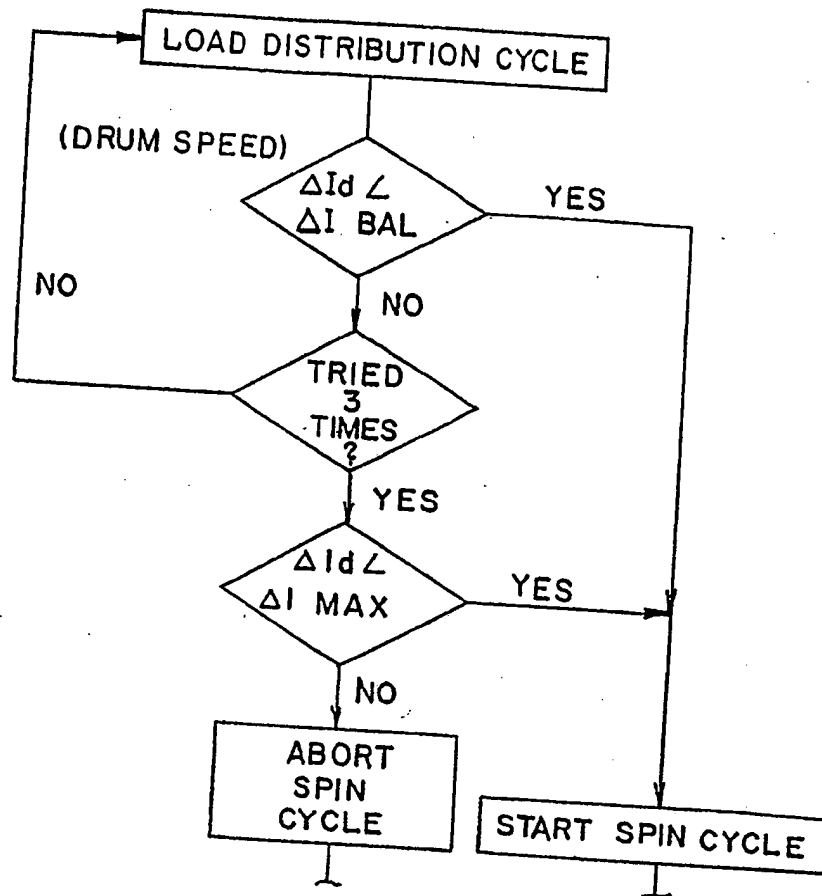 LOAD DISTRIBUTION CYCLE
(DRUM SPEED)
ΔId ∠
ΔI BAL
YES
NO
NO
TRIED
3
TIMES
?
YES
ΔId ∠
ΔI MAX
YES
NO
ABORT
SPIN
CYCLE
START SPIN CYCLE